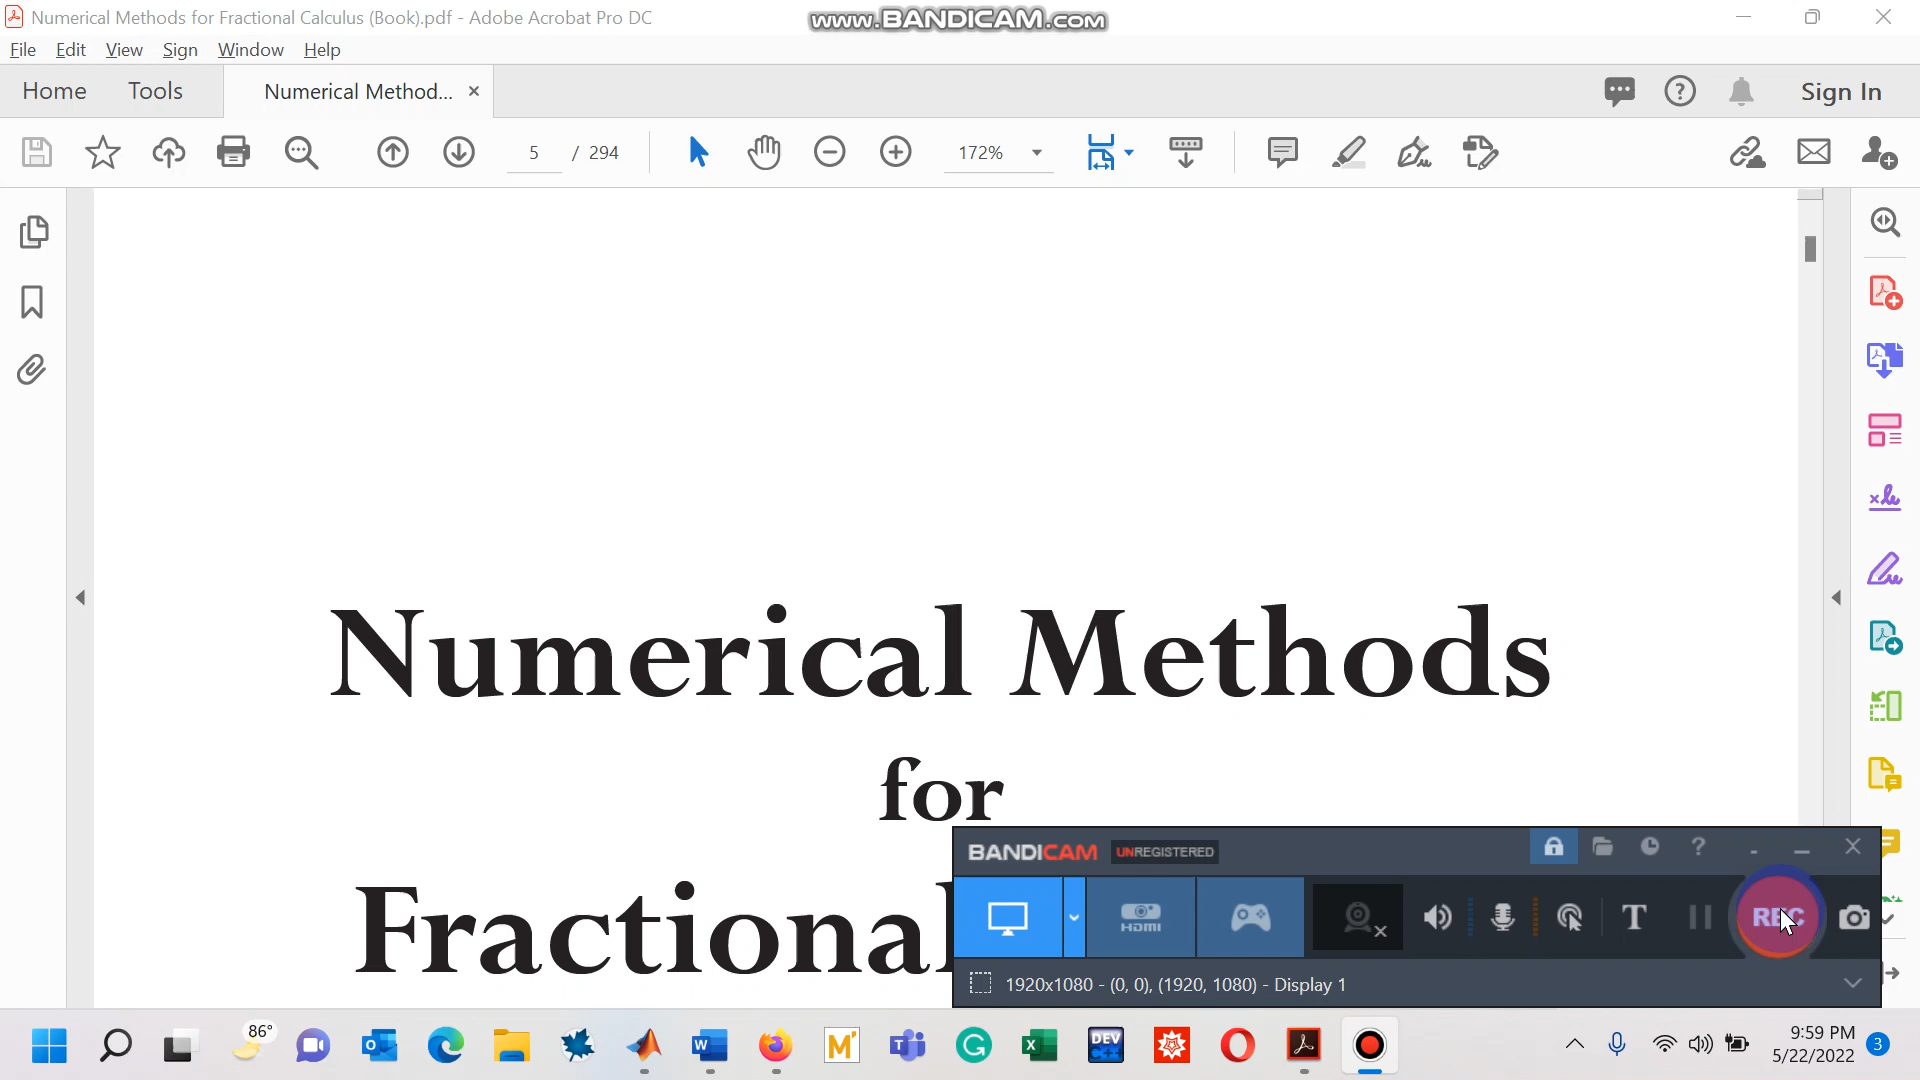 Numerical Methods for Fractional Calculus (Book).pdf - Adobe Acrobat Pro DC
www.BANDICAM.com
File Edit View Sign Window Help
Home Tools Numerical Method... ×
Sign In
5 / 294
172%
Numerical Methods
for
Fractional
BANDICAM UNREGISTERED
HDMI
T
REC
1920x1080 - (0, 0), (1920, 1080) - Display 1
86°
DEV C++
9:59 PM
5/22/2022
3